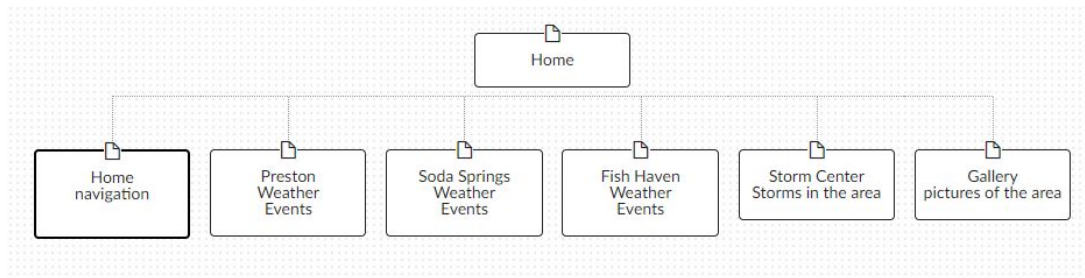 Home
Home
navigation
Preston
Weather
Events
Soda Springs
Weather
Events
Fish Haven
Weather
Events
Storm Center
Storms in the area
Gallery
pictures of the area